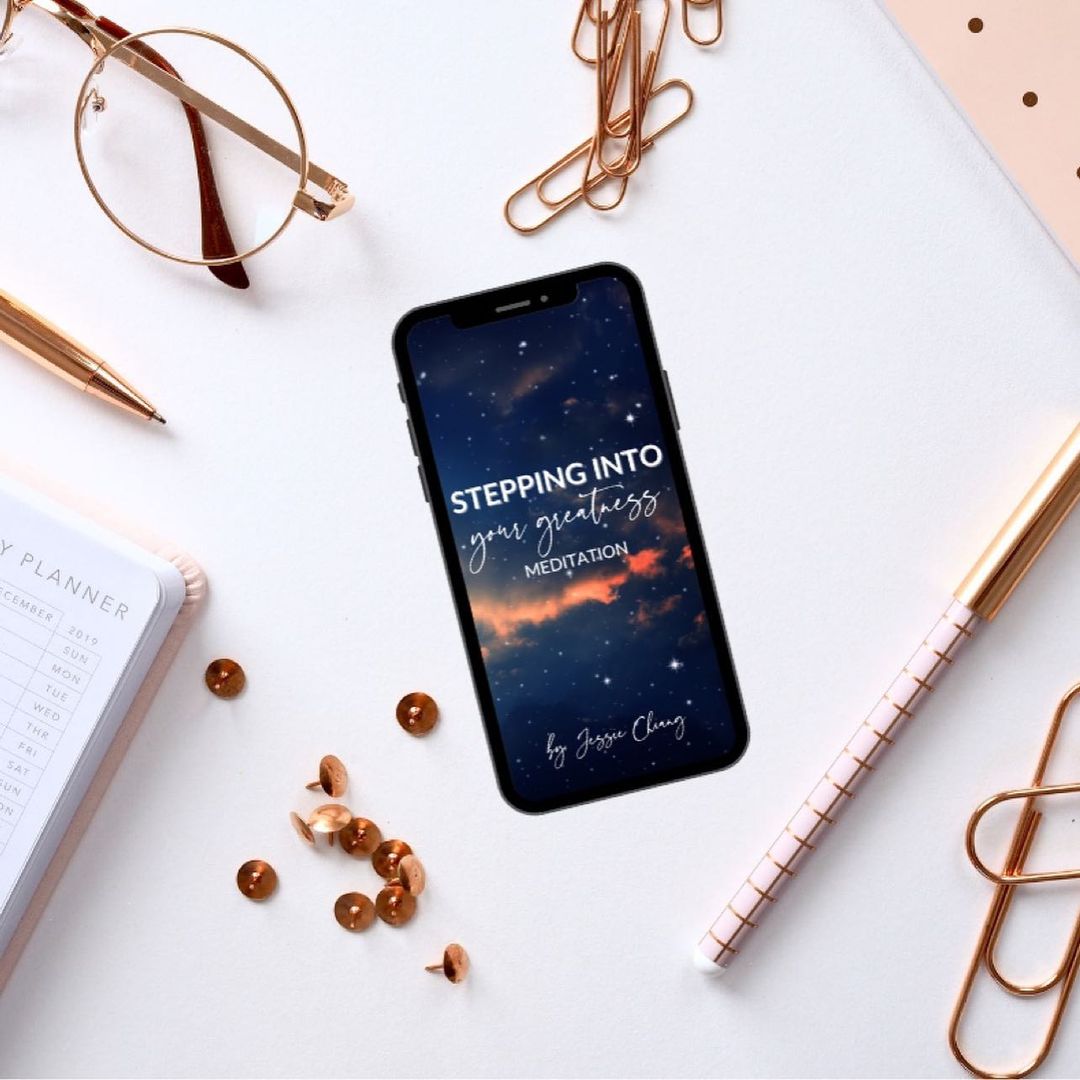 STEPPING INTO
your greatness
MEDITATION
by Jessie Chiang
Y PLANNER
ECEMBER
2019
SUN
MON
TUE
WED
THR
FRI
SAT
SUN
ON